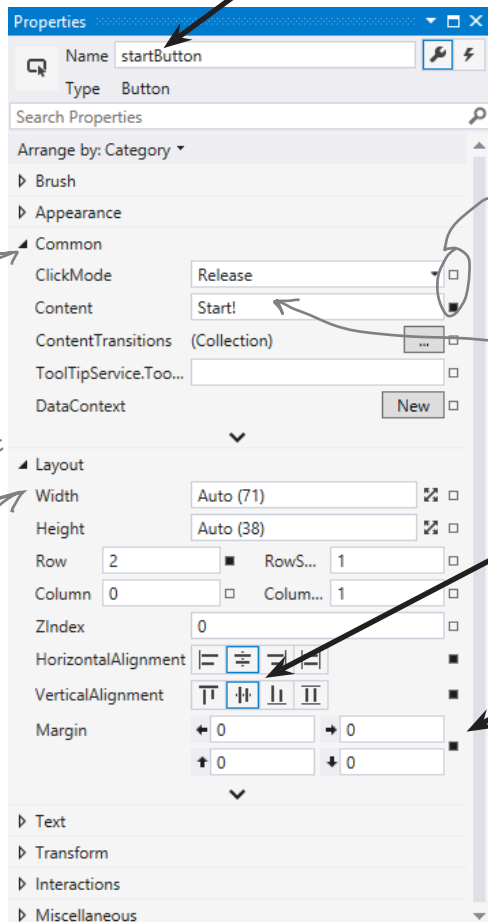 Properties
Name startButton
Type Button
Search Properties
Arrange by: Category
Brush
Appearance
Common
ClickMode Release
Content Start!
ContentTransitions (Collection) ...
ToolTipService.Too...
DataContext New
Layout
Width Auto (71)
Height Auto (38)
Row 2 RowS... 1
Column 0 Colum... 1
ZIndex 0
HorizontalAlignment
VerticalAlignment
Margin 0 0
0 0
Text
Transform
Interactions
Miscellaneous